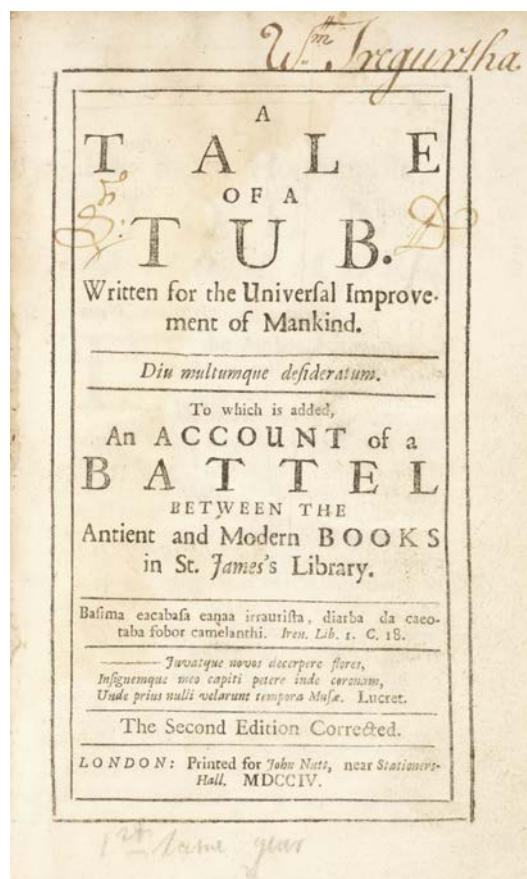 Wm Tregurtha
A
TALE
OF A
TUB.
Written for the Univerſal Improve-
ment of Mankind.
Diu multumque deſideratum.
To which is added,
An ACCOUNT of a
BATTEL
BETWEEN THE
Antient and Modern BOOKS
in St. James's Library.
Baſima eacabaſa eanaa irrauriſta, diarba da caeo-
taba fobor camelanthi. Iren. Lib. 1. C. 18.
——— Juvatque novos decerpere flores,
Inſignemque meo capiti petere inde coronam,
Unde prius nulli velarunt tempora Muſæ. Lucret.
The Second Edition Corrected.
LONDON: Printed for John Nutt, near Stationers-
Hall. MDCCIV.
1st same year